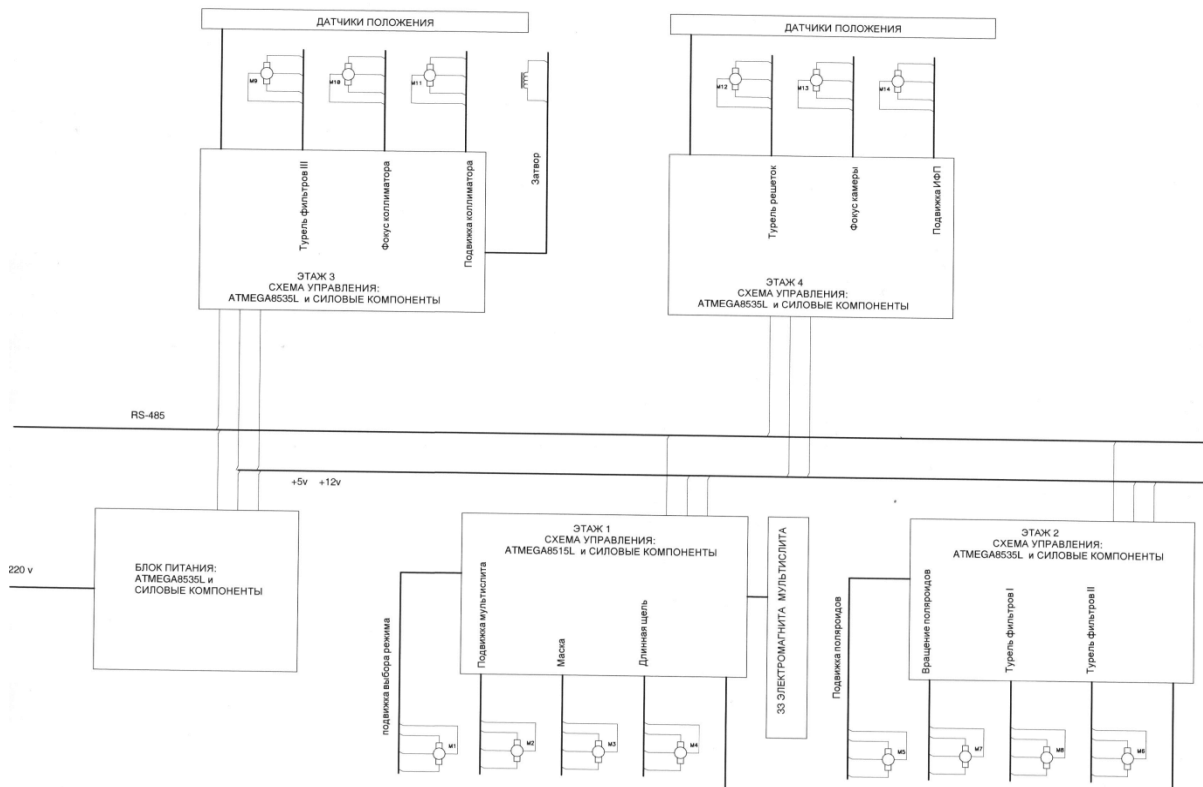 ДАТЧИКИ ПОЛОЖЕНИЯ
M9
M10
M11
Турель фильтров III
Фокус коллиматора
Подвижка коллиматора
Затвор
ЭТАЖ 3
СХЕМА УПРАВЛЕНИЯ:
ATMEGA8535L и СИЛОВЫЕ КОМПОНЕНТЫ
ДАТЧИКИ ПОЛОЖЕНИЯ
M12
M13
M14
Турель решеток
Фокус камеры
Подвижка ИФП
ЭТАЖ 4
СХЕМА УПРАВЛЕНИЯ:
ATMEGA8535L и СИЛОВЫЕ КОМПОНЕНТЫ
RS-485
+5v +12v
220 v
БЛОК ПИТАНИЯ:
ATMEGA8535L и
СИЛОВЫЕ КОМПОНЕНТЫ
ЭТАЖ 1
СХЕМА УПРАВЛЕНИЯ:
ATMEGA8515L и СИЛОВЫЕ КОМПОНЕНТЫ
подвижка выбора режима
Подвижка мультислита
Маска
Длинная щель
33 ЭЛЕКТРОМАГНИТА МУЛЬТИСЛИТА
M1
M2
M3
M4
ЭТАЖ 2
СХЕМА УПРАВЛЕНИЯ:
ATMEGA8535L и СИЛОВЫЕ КОМПОНЕНТЫ
Подвижка поляроидов
Вращение поляроидов
Турель фильтров I
Турель фильтров II
M5
M7
M8
M6